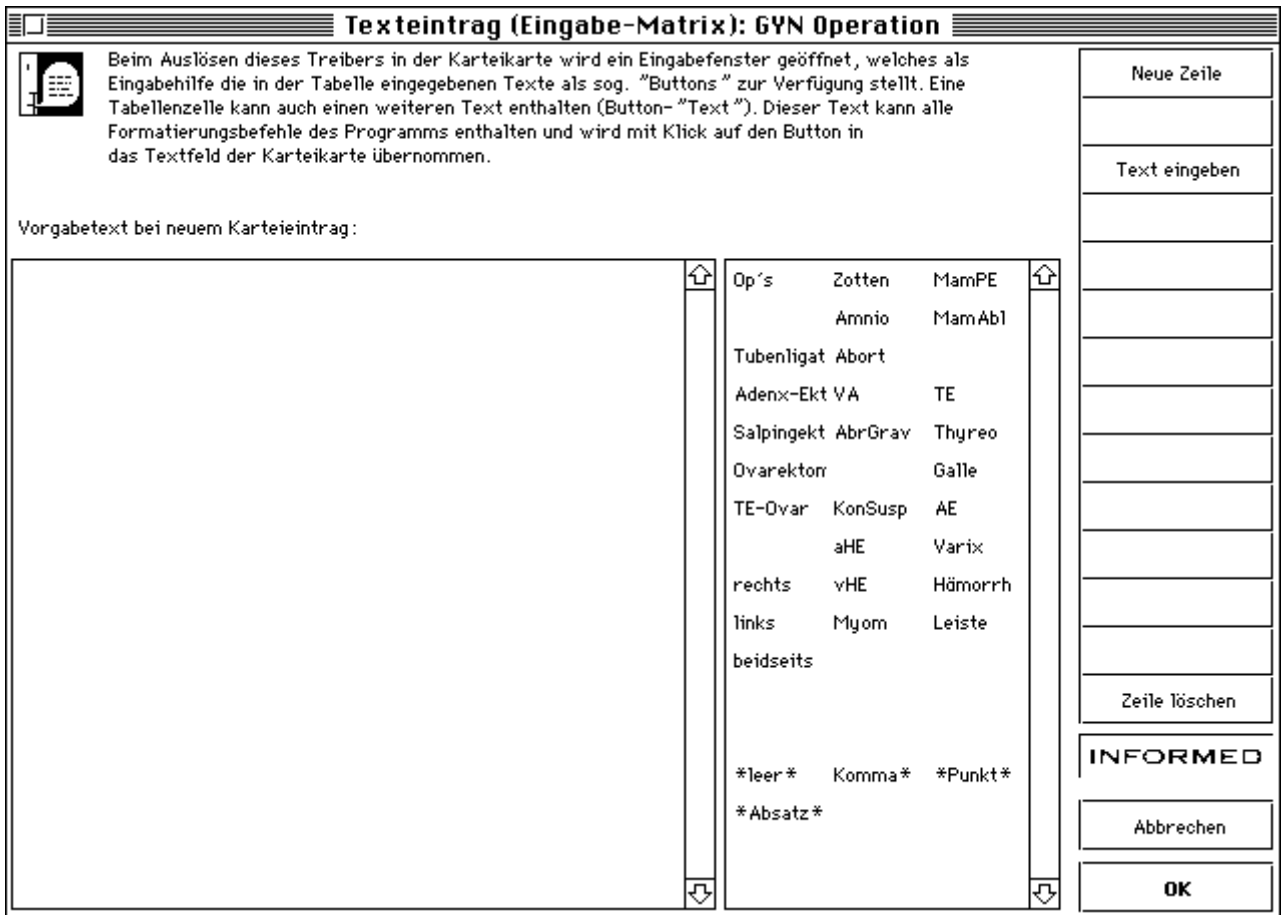 Texteintrag (Eingabe-Matrix): GYN Operation
Beim Auslösen dieses Treibers in der Karteikarte wird ein Eingabefenster geöffnet, welches als
Eingabehilfe die in der Tabelle eingegebenen Texte als sog. "Buttons" zur Verfügung stellt. Eine
Tabellenzelle kann auch einen weiteren Text enthalten (Button-"Text"). Dieser Text kann alle
Formatierungsbefehle des Programms enthalten und wird mit Klick auf den Button in
das Textfeld der Karteikarte übernommen.
Vorgabetext bei neuem Karteieintrag:
Op´s Zotten MamPE
Amnio MamAbl
Tubenligat Abort
Adenx-Ekt VA TE
Salpingekt AbrGrav Thyreo
Ovarektom Galle
TE-Ovar KonSusp AE
aHE Varix
rechts vHE Hämorrh
links Myom Leiste
beidseits
*leer* Komma* *Punkt*
*Absatz*
Neue Zeile
Text eingeben
Zeile löschen
INFORMED
Abbrechen
OK